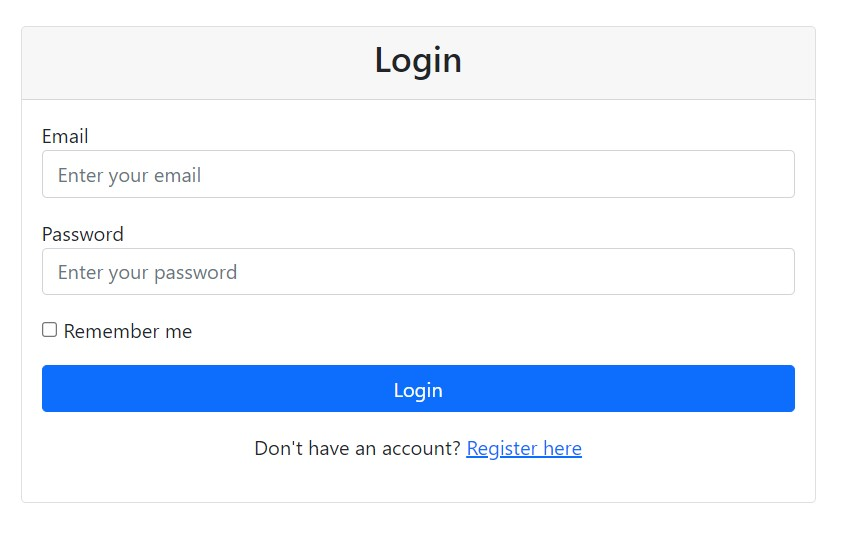 Login
Email
Enter your email
Password
Enter your password
Remember me
Login
Don't have an account? Register here